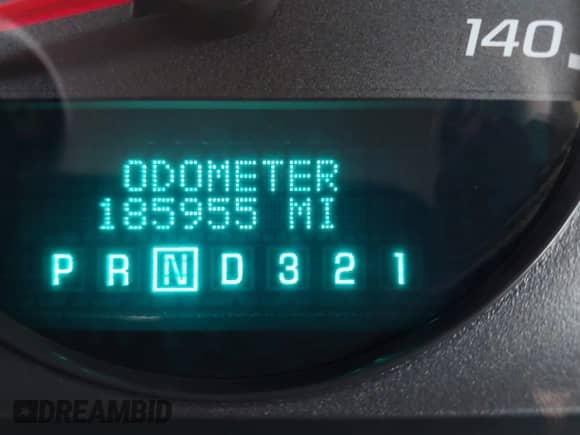 140
ODOMETER
185955 MI
P R N D 3 2 1
DREAMBID